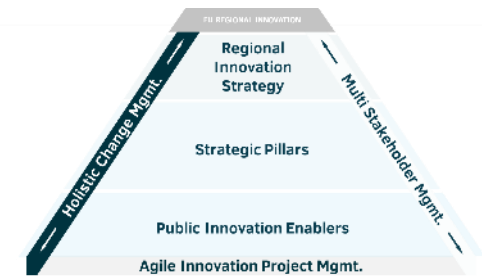 EU REGIONAL INNOVATION
Regional
Innovation
Strategy
Holistic Change Mgmt.
Multi Stakeholder Mgmt.
Strategic Pillars
Public Innovation Enablers
Agile Innovation Project Mgmt.